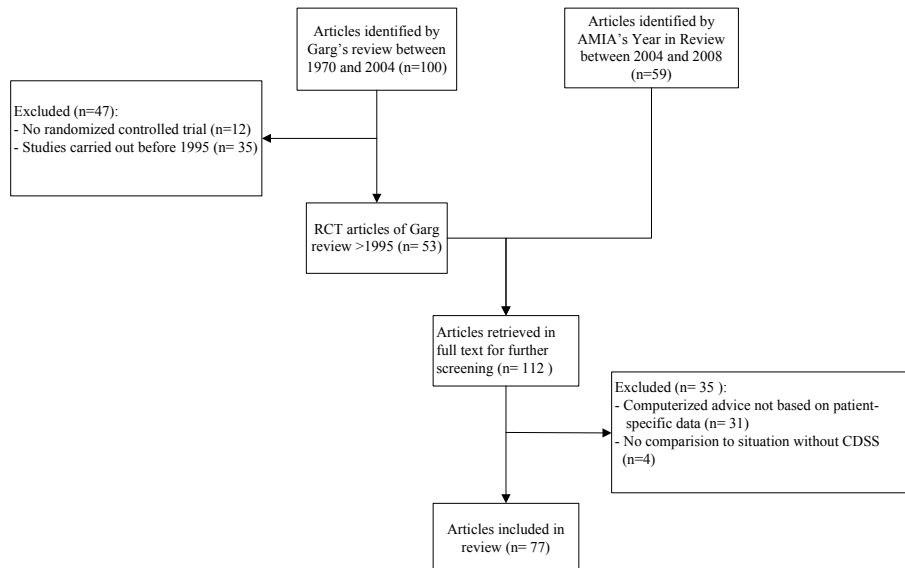 Articles identified by
Garg's review between
1970 and 2004 (n=100)
Articles identified by
AMIA's Year in Review
between 2004 and 2008
(n=59)
Excluded (n=47):
- No randomized controlled trial (n=12)
- Studies carried out before 1995 (n= 35)
RCT articles of Garg
review >1995 (n= 53)
Articles retrieved in
full text for further
screening (n= 112 )
Excluded (n= 35 ):
- Computerized advice not based on patient-
specific data (n= 31)
- No comparision to situation without CDSS
(n=4)
Articles included in
review (n= 77)